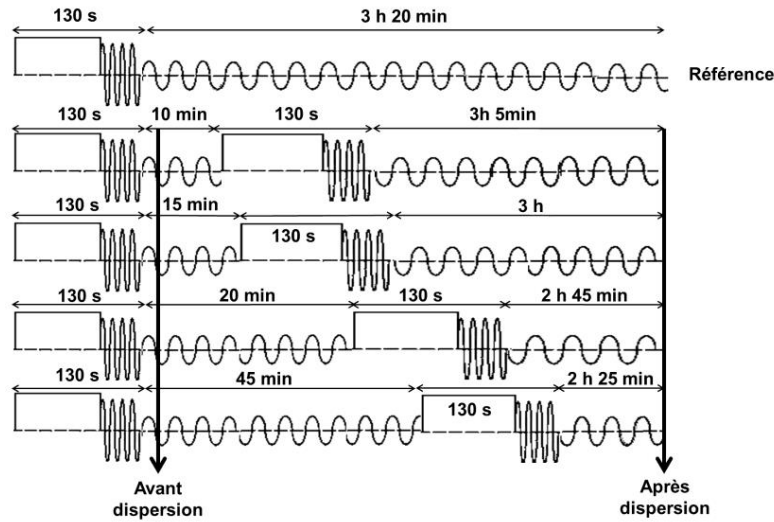 130 s 3 h 20 min
Référence
130 s 10 min 130 s 3h 5min
130 s 15 min 130 s 3 h
130 s 20 min 130 s 2 h 45 min
130 s 45 min 130 s 2 h 25 min
Avant
dispersion
Après
dispersion